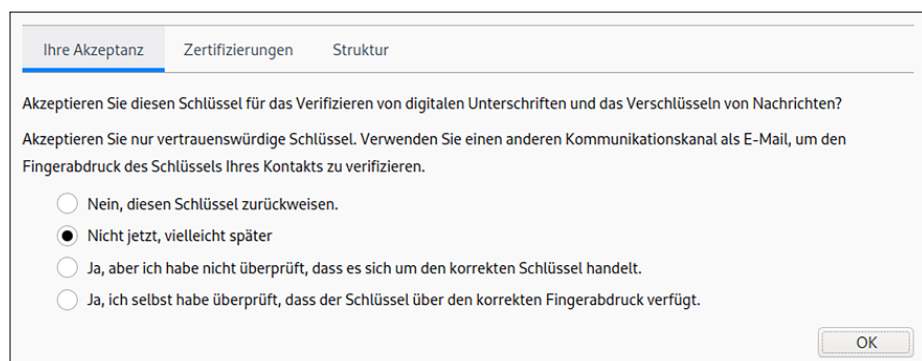 Ihre Akzeptanz Zertifizierungen Struktur
Akzeptieren Sie diesen Schlüssel für das Verifizieren von digitalen Unterschriften und das Verschlüsseln von Nachrichten?
Akzeptieren Sie nur vertrauenswürdige Schlüssel. Verwenden Sie einen anderen Kommunikationskanal als E-Mail, um den
Fingerabdruck des Schlüssels Ihres Kontakts zu verifizieren.
Nein, diesen Schlüssel zurückweisen.
Nicht jetzt, vielleicht später
Ja, aber ich habe nicht überprüft, dass es sich um den korrekten Schlüssel handelt.
Ja, ich selbst habe überprüft, dass der Schlüssel über den korrekten Fingerabdruck verfügt.
OK